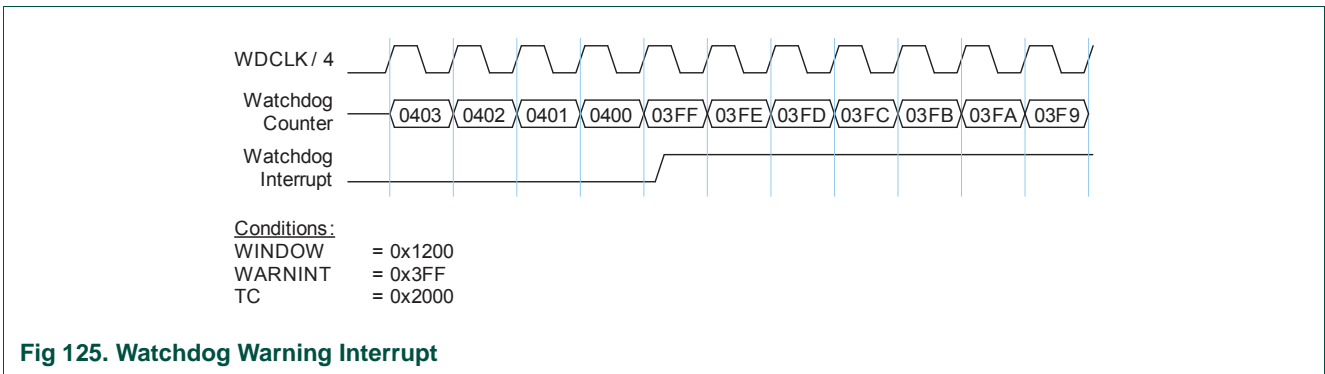 WDCLK / 4
Watchdog
Counter
0403 0402 0401 0400 03FF 03FE 03FD 03FC 03FB 03FA 03F9
Watchdog
Interrupt
Conditions:
WINDOW = 0x1200
WARNINT = 0x3FF
TC = 0x2000
Fig 125. Watchdog Warning Interrupt